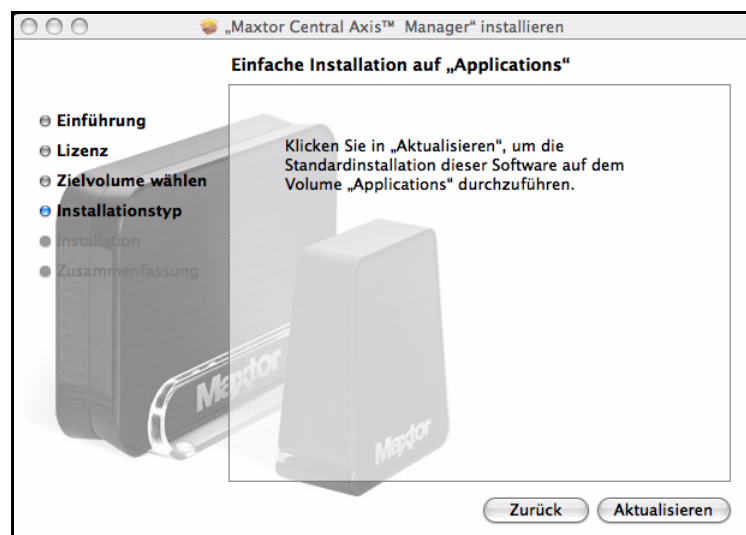 „Maxtor Central Axis™ Manager“ installieren
Einfache Installation auf „Applications“
Einführung
Lizenz
Zielvolume wählen
Installationstyp
Installation
Zusammenfassung
Klicken Sie in „Aktualisieren“, um die
Standardinstallation dieser Software auf dem
Volume „Applications“ durchzuführen.
Maxtor
Maxtor
Zurück
Aktualisieren